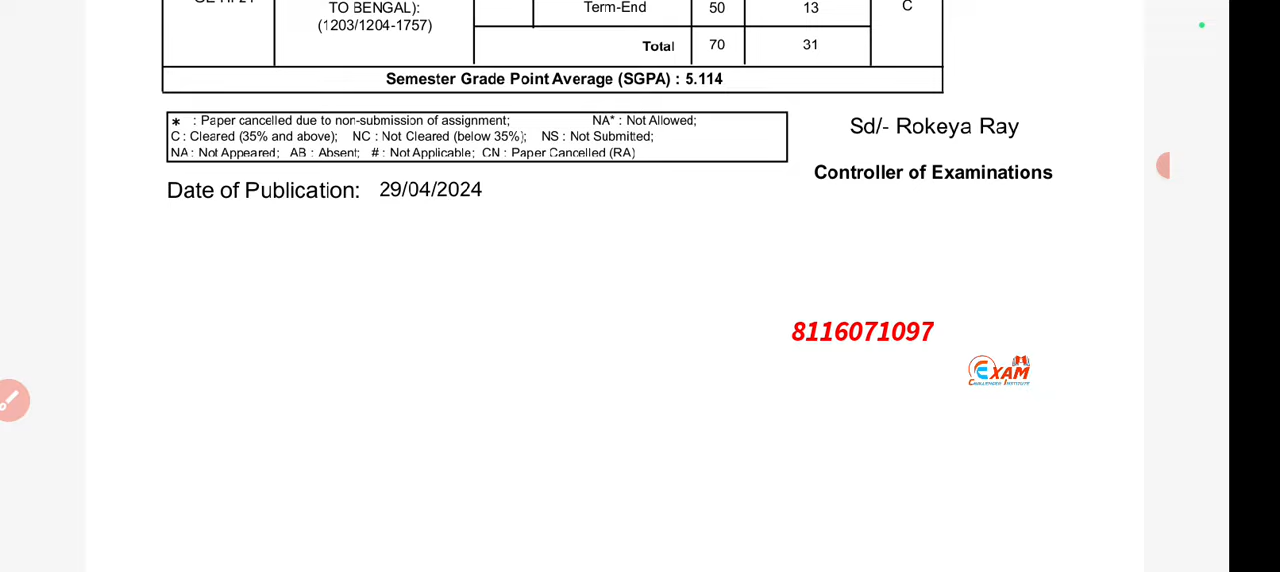 TO BENGAL):
(1203/1204-1757)
Term-End 50 13 C
Total 70 31
Semester Grade Point Average (SGPA) : 5.114
* : Paper cancelled due to non-submission of assignment; NA* : Not Allowed;
C : Cleared (35% and above); NC : Not Cleared (below 35%); NS : Not Submitted;
NA : Not Appeared; AB : Absent; # : Not Applicable; CN : Paper Cancelled (RA)
Sd/- Rokeya Ray
Controller of Examinations
Date of Publication: 29/04/2024
8116071097
EXAM
CHALLENGER INSTITUTE